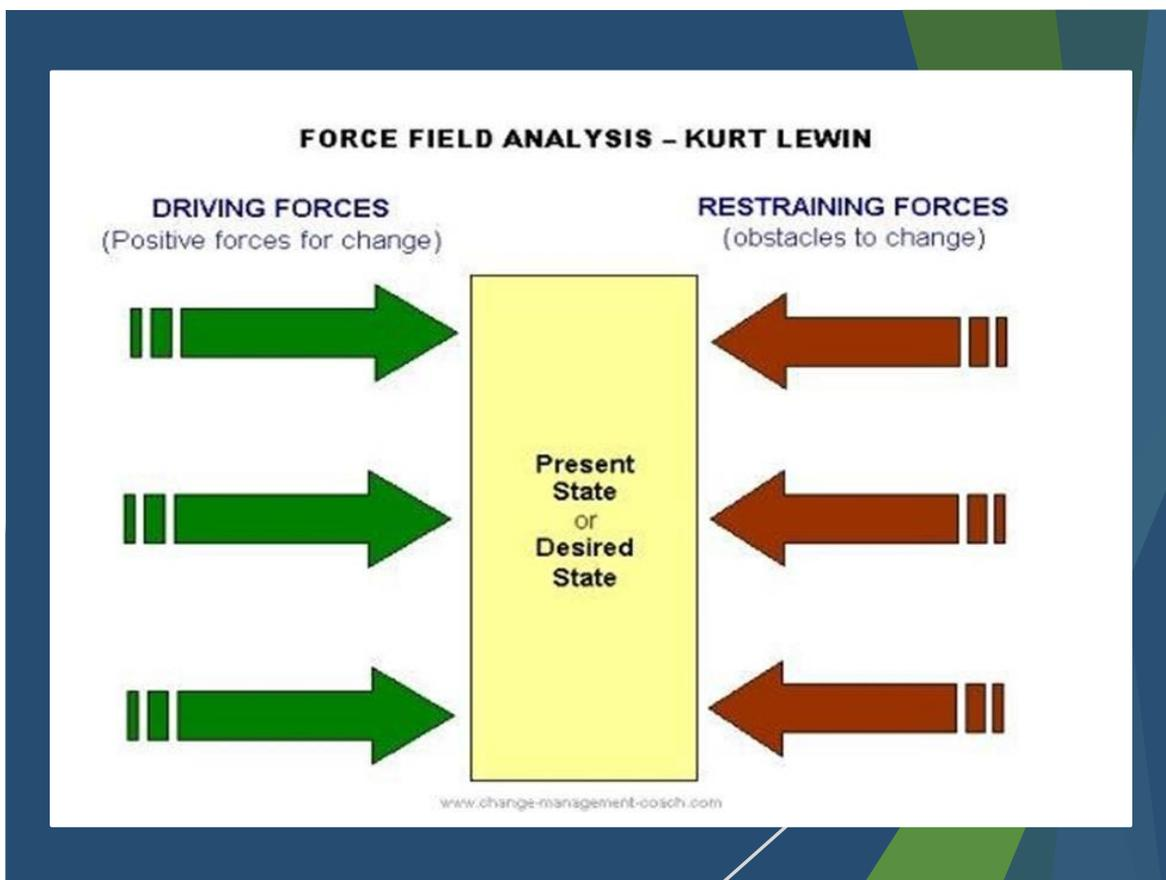 FORCE FIELD ANALYSIS – KURT LEWIN
DRIVING FORCES
(Positive forces for change)
RESTRAINING FORCES
(obstacles to change)
Present
State
or
Desired
State
www.change-management-coach.com